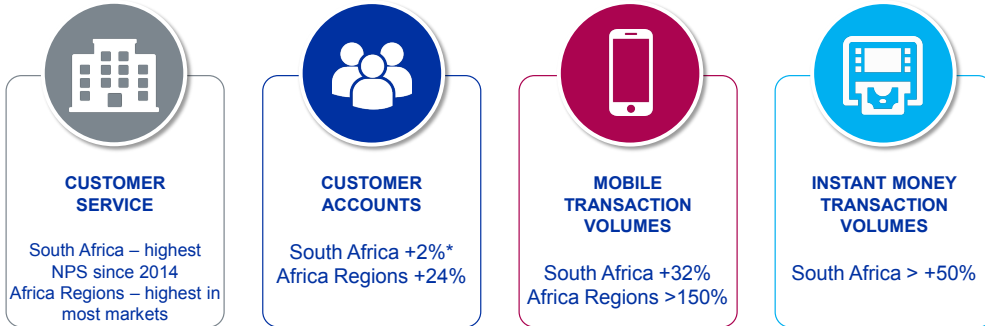 CUSTOMER
SERVICE
South Africa – highest
NPS since 2014
Africa Regions – highest in
most markets
CUSTOMER
ACCOUNTS
South Africa +2%*
Africa Regions +24%
MOBILE
TRANSACTION
VOLUMES
South Africa +32%
Africa Regions >150%
INSTANT MONEY
TRANSACTION
VOLUMES
South Africa > +50%